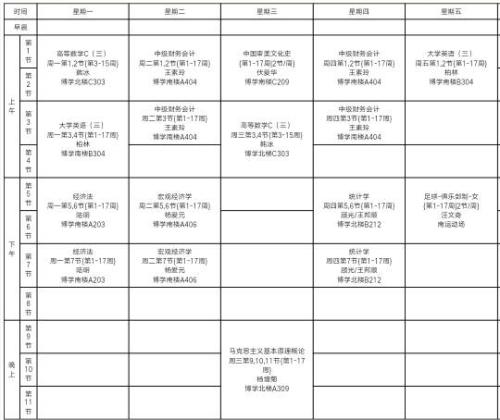 时间 星期一 星期二 星期三 星期四 星期五
早晨
上午
第1节
第2节
高等数学C（三）
周一第1,2节{第3-15周}
韩冰
博学北楼C303
中级财务会计
周二第1,2节{第1-17周}
王素玲
博学南楼A404
中国审美文化史
{第1-17周|2节/周}
伏爱华
博学北楼C209
中级财务会计
周四第1,2节{第1-17周}
王素玲
博学南楼A404
大学英语（三）
周五第1,2节{第1-17周}
柏林
博学南楼B304
第3节
第4节
大学英语（三）
周一第3,4节{第1-17周}
柏林
博学南楼B304
中级财务会计
周二第3节{第1-17周}
王素玲
博学南楼A404
高等数学C（三）
周三第3,4节{第3-15周}
韩冰
博学北楼C303
中级财务会计
周四第3节{第1-17周}
王素玲
博学南楼A404
下午
第5节
第6节
经济法
周一第5,6节{第1-17周}
陆明
博学南楼A203
宏观经济学
周二第5,6节{第1-17周}
杨爱元
博学南楼A406
统计学
周四第5,6节{第1-17周}
顾光/王邦顺
博学北楼B212
足球-俱乐部制-女
{第1-17周|2节/周}
汪文奇
南运动场
第7节
经济法
周一第7节{第1-17周}
陆明
博学南楼A203
宏观经济学
周二第7节{第1-17周}
杨爱元
博学南楼A406
统计学
周四第7节{第1-17周}
顾光/王邦顺
博学北楼B212
第8节
晚上
第9节
第10节
第11节
马克思主义基本原理概论
周三第9,10,11节{第1-17
周}
博学北楼A309